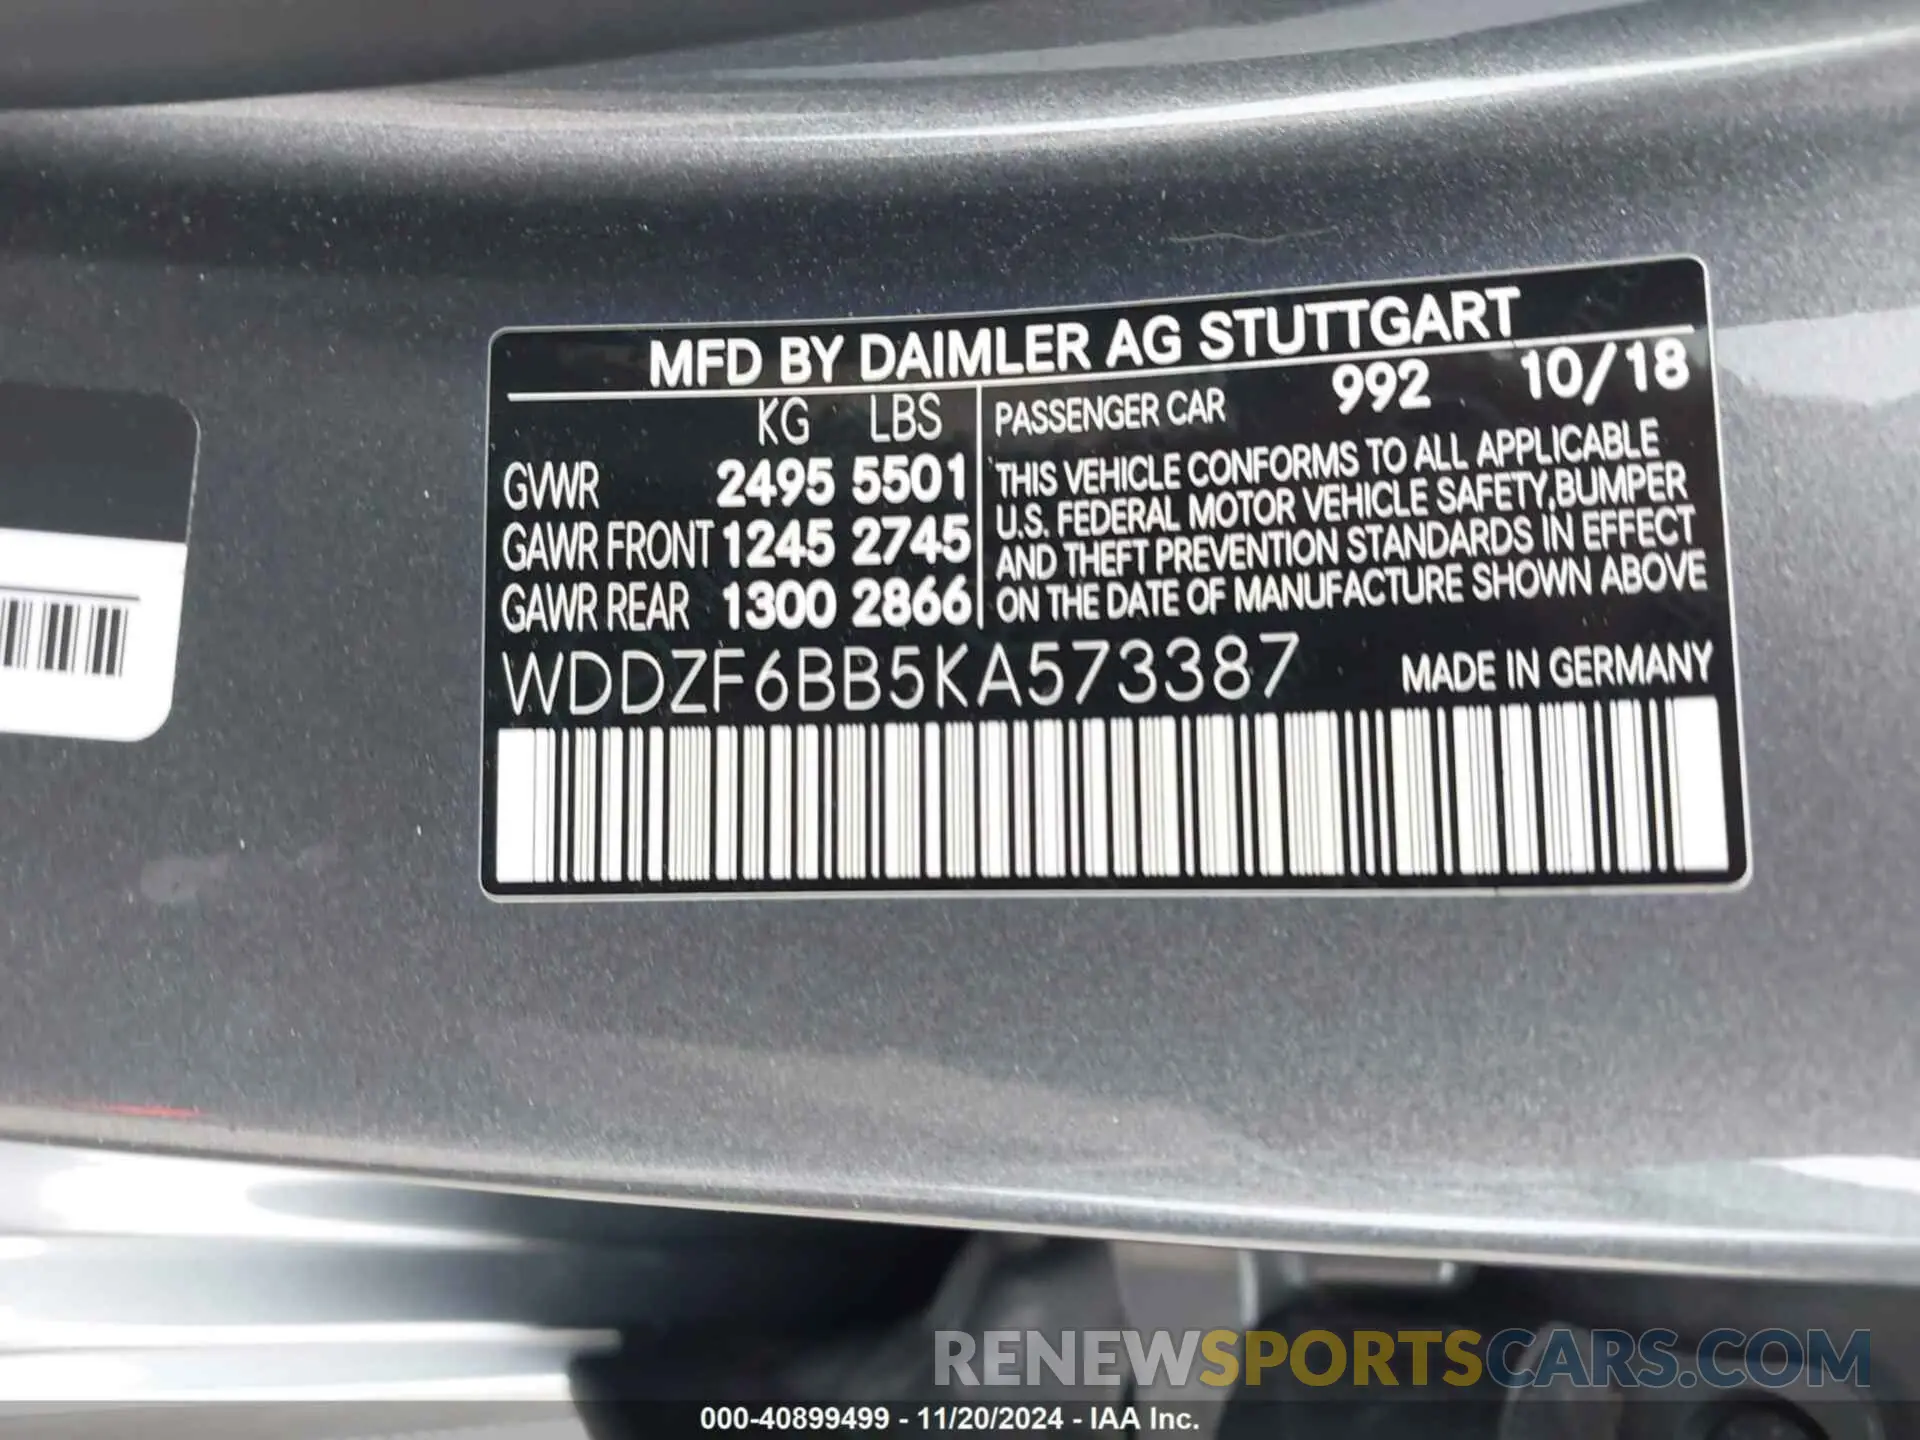 MFD BY DAIMLER AG STUTTGART
KG LBS
GVWR 2495 5501
GAWR FRONT 1245 2745
GAWR REAR 1300 2866
PASSENGER CAR 992 10/18
THIS VEHICLE CONFORMS TO ALL APPLICABLE
U.S. FEDERAL MOTOR VEHICLE SAFETY,BUMPER
AND THEFT PREVENTION STANDARDS IN EFFECT
ON THE DATE OF MANUFACTURE SHOWN ABOVE
WDDZF6BB5KA573387 MADE IN GERMANY
RENEWSPORTSCARS.COM
000-40899499 - 11/20/2024 - IAA Inc.